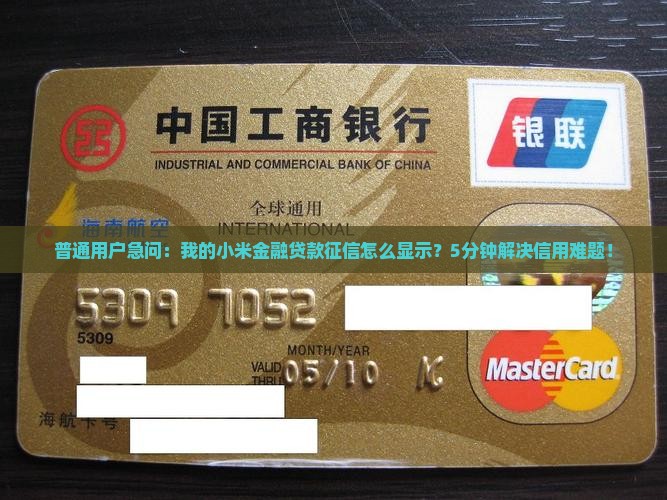 中国工商银行
INDUSTRIAL AND COMMERCIAL BANK OF CHINA
银联
全球通用
海南航空
INTERNATIONAL
普通用户急问：我的小米金融贷款征信怎么显示？5分钟解决信用难题！
5309 7052
5309
MONTH/YEAR
VALID
THRU
05/10
MasterCard
海航卡号